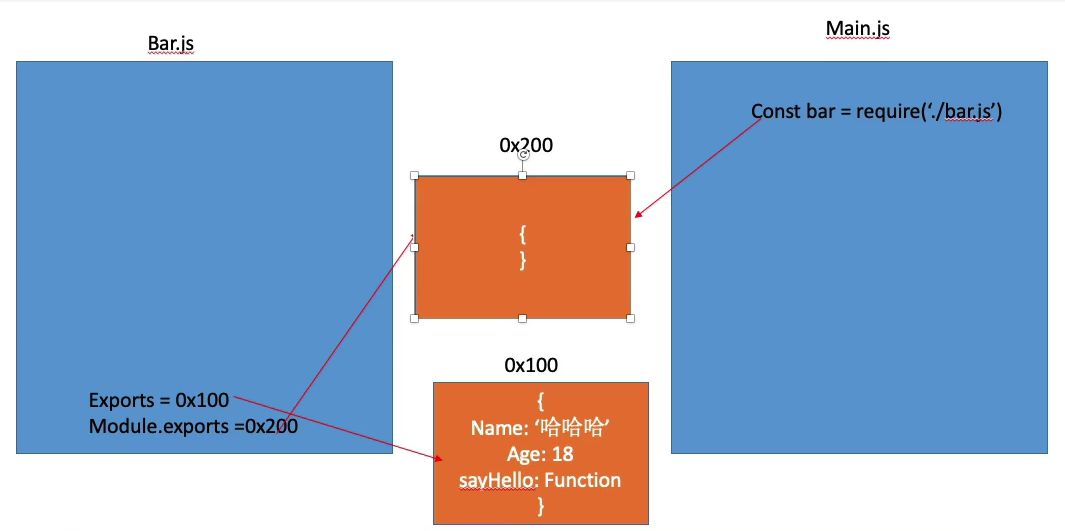 Bar.js
Main.js
Const bar = require(‘./bar.js’)
0x200
{
}
Exports = 0x100
Module.exports =0x200
0x100
{
Name: ‘哈哈哈’
Age: 18
sayHello: Function
}